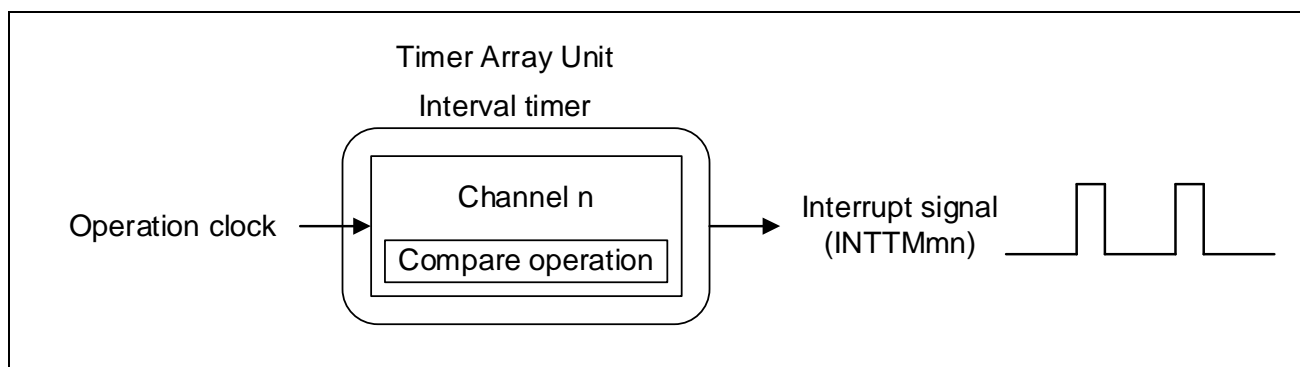 Timer Array Unit
Interval timer
Channel n
Operation clock
Compare operation
Interrupt signal
(INTTMmn)